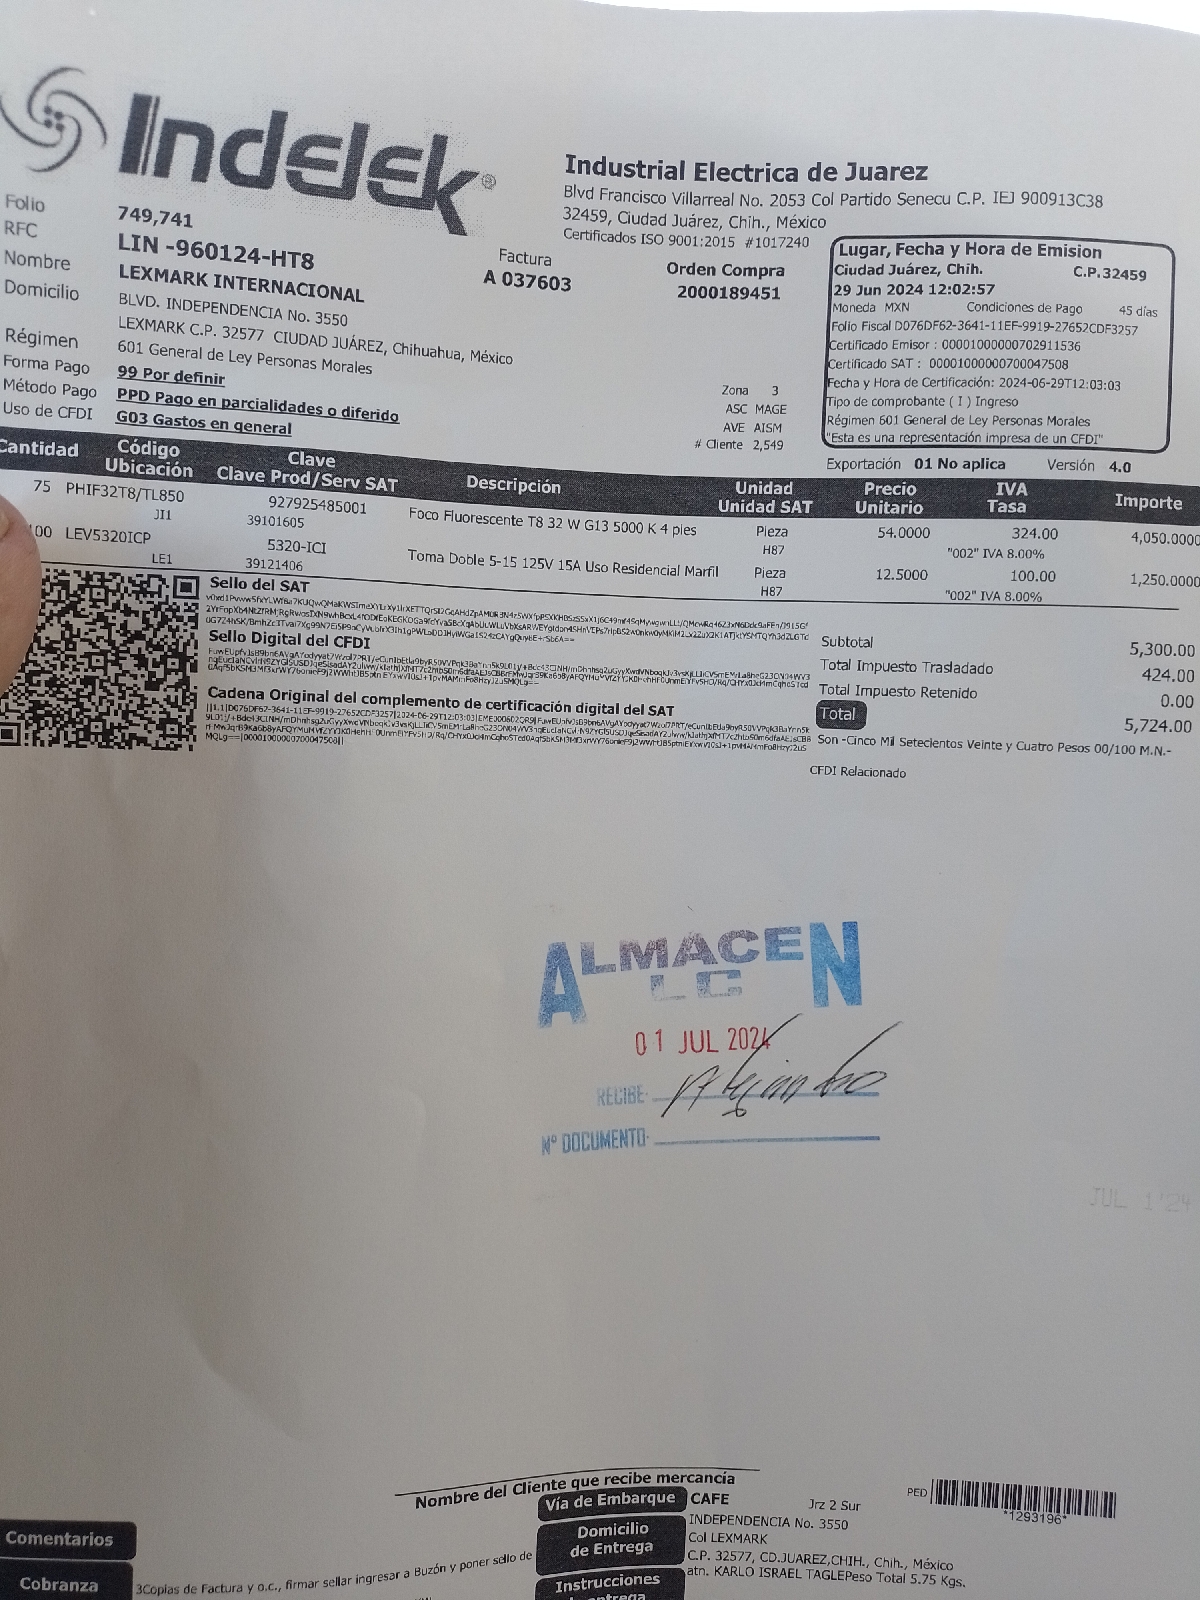 Indelek®
Industrial Electrica de Juarez
Blvd Francisco Villarreal No. 2053 Col Partido Senecu C.P. IEJ 900913C38
32459, Ciudad Juárez, Chih., México
Certificados ISO 9001:2015 #1017240
Folio 749,741
RFC LIN -960124-HT8
Nombre LEXMARK INTERNACIONAL
Domicilio BLVD. INDEPENDENCIA No. 3550
LEXMARK C.P. 32577 CIUDAD JUÁREZ, Chihuahua, México
Régimen 601 General de Ley Personas Morales
Forma Pago 99 Por definir
Método Pago PPD Pago en parcialidades o diferido
Uso de CFDI G03 Gastos en general
Factura
A 037603
Orden Compra
2000189451
Zona 3
ASC MAGE
AVE AISM
# Cliente 2,549
Lugar, Fecha y Hora de Emision
Ciudad Juárez, Chih. C.P.32459
29 Jun 2024 12:02:57
Moneda MXN Condiciones de Pago 45 días
Folio Fiscal D076DF62-3641-11EF-9919-27652CDF3257
Certificado Emisor : 00001000000702911536
Certificado SAT : 00001000000700047508
Fecha y Hora de Certificación: 2024-06-29T12:03:03
Tipo de comprobante ( I ) Ingreso
Régimen 601 General de Ley Personas Morales
"Esta es una representación impresa de un CFDI"
Exportación 01 No aplica Versión 4.0
Cantidad Código Ubicación Clave Clave Prod/Serv SAT Descripción Unidad Unidad SAT Precio Unitario IVA Tasa Importe
75 PHIF32T8/TL850 927925485001 Foco Fluorescente T8 32 W G13 5000 K 4 pies Pieza 54.0000 324.00 4,050.0000
JI1 39101605 H87 "002" IVA 8.00%
LEV5320ICP 5320-ICI Toma Doble 5-15 125V 15A Uso Residencial Marfil Pieza 12.5000 100.00 1,250.0000
LE1 39121406 H87 "002" IVA 8.00%
Sello del SAT
Sello Digital del CFDI
Cadena Original del complemento de certificación digital del SAT
MQLg==|00001000000700047508||
Subtotal 5,300.00
Total Impuesto Trasladado 424.00
Total Impuesto Retenido 0.00
Total 5,724.00
Son -Cinco Mil Setecientos Veinte y Cuatro Pesos 00/100 M.N.-
CFDI Relacionado
ALMACEN
LC
01 JUL 2024
RECIBE-
Nº DOCUMENTO-
JUL 1'24
Nombre del Cliente que recibe mercancía
Vía de Embarque CAFE Jrz 2 Sur
PED *1293196*
Domicilio de Entrega INDEPENDENCIA No. 3550
Col LEXMARK
C.P. 32577, CD.JUAREZ,CHIH., Chih., México
atn. KARLO ISRAEL TAGLEPeso Total 5.75 Kgs.
Comentarios
Cobranza 3Copias de Factura y o.c., firmar sellar ingresar a Buzón y poner sello de
Instrucciones